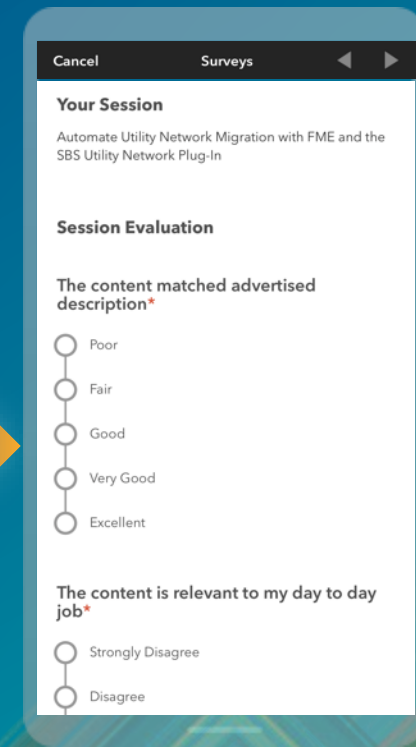 Cancel
Surveys
Your Session
Automate Utility Network Migration with FME and the
SBS Utility Network Plug-In
Session Evaluation
The content matched advertised
description*
Poor
Fair
Good
Very Good
Excellent
The content is relevant to my day to day
job*
Strongly Disagree
Disagree